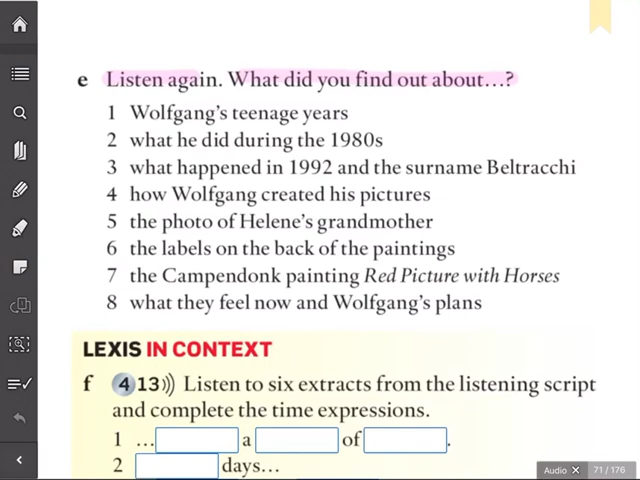 e Listen again. What did you find out about…?
1 Wolfgang's teenage years
2 what he did during the 1980s
3 what happened in 1992 and the surname Beltracchi
4 how Wolfgang created his pictures
5 the photo of Helene's grandmother
6 the labels on the back of the paintings
7 the Campendonk painting Red Picture with Horses
8 what they feel now and Wolfgang's plans
LEXIS IN CONTEXT
f 4 13))) Listen to six extracts from the listening script
and complete the time expressions.
1 … a of .
2 days…
Audio × 71 / 176